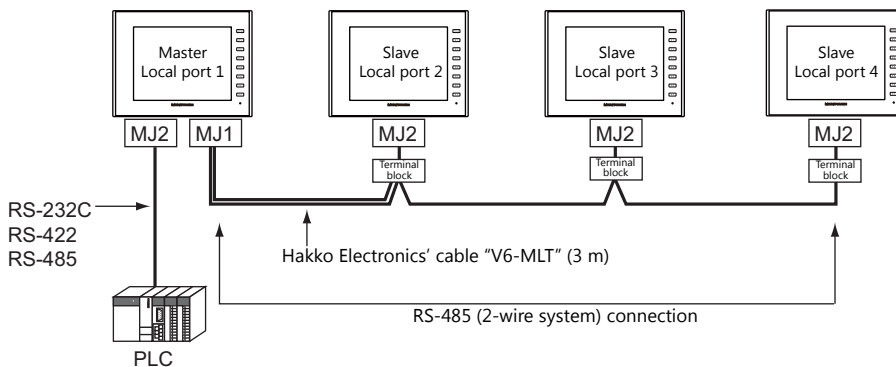 Master
Local port 1
Slave
Local port 2
Slave
Local port 3
Slave
Local port 4
MJ2
MJ1
MJ2
MJ2
MJ2
Terminal
block
Terminal
block
Terminal
block
RS-232C
RS-422
RS-485
Hakko Electronics' cable "V6-MLT" (3 m)
RS-485 (2-wire system) connection
PLC